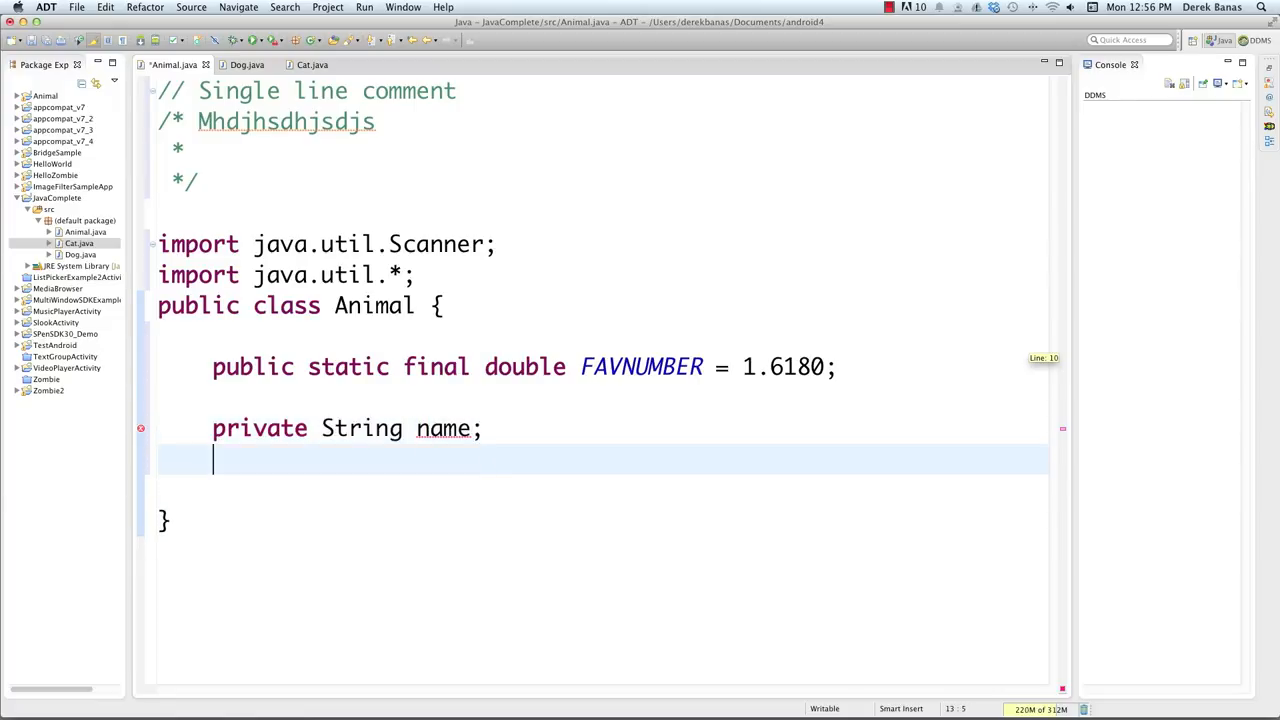 ADT File Edit Refactor Source Navigate Search Project Run Window Help
10 Mon 12:56 PM Derek Banas
Java - JavaComplete/src/Animal.java - ADT - /Users/derekbanas/Documents/android4
Quick Access Java DDMS
Package Exp
*Animal.java Dog.java Cat.java
Console
DDMS
Animal
appcompat_v7
appcompat_v7_2
appcompat_v7_3
appcompat_v7_4
BridgeSample
HelloWorld
HelloZombie
ImageFilterSampleApp
JavaComplete
src
(default package)
Animal.java
Cat.java
Dog.java
JRE System Library [Ja
ListPickerExample2Activi
MediaBrowser
MultiWindowSDKExample
MusicPlayerActivity
SlookActivity
SPenSDK30_Demo
TestAndroid
TextGroupActivity
VideoPlayerActivity
Zombie
Zombie2
// Single line comment
/* Mhdjhsdhjsdjs
*
*/
import java.util.Scanner;
import java.util.*;
public class Animal {
public static final double FAVNUMBER = 1.6180;
private String name;
}
Line: 10
Writable Smart Insert 13 : 5 220M of 312M